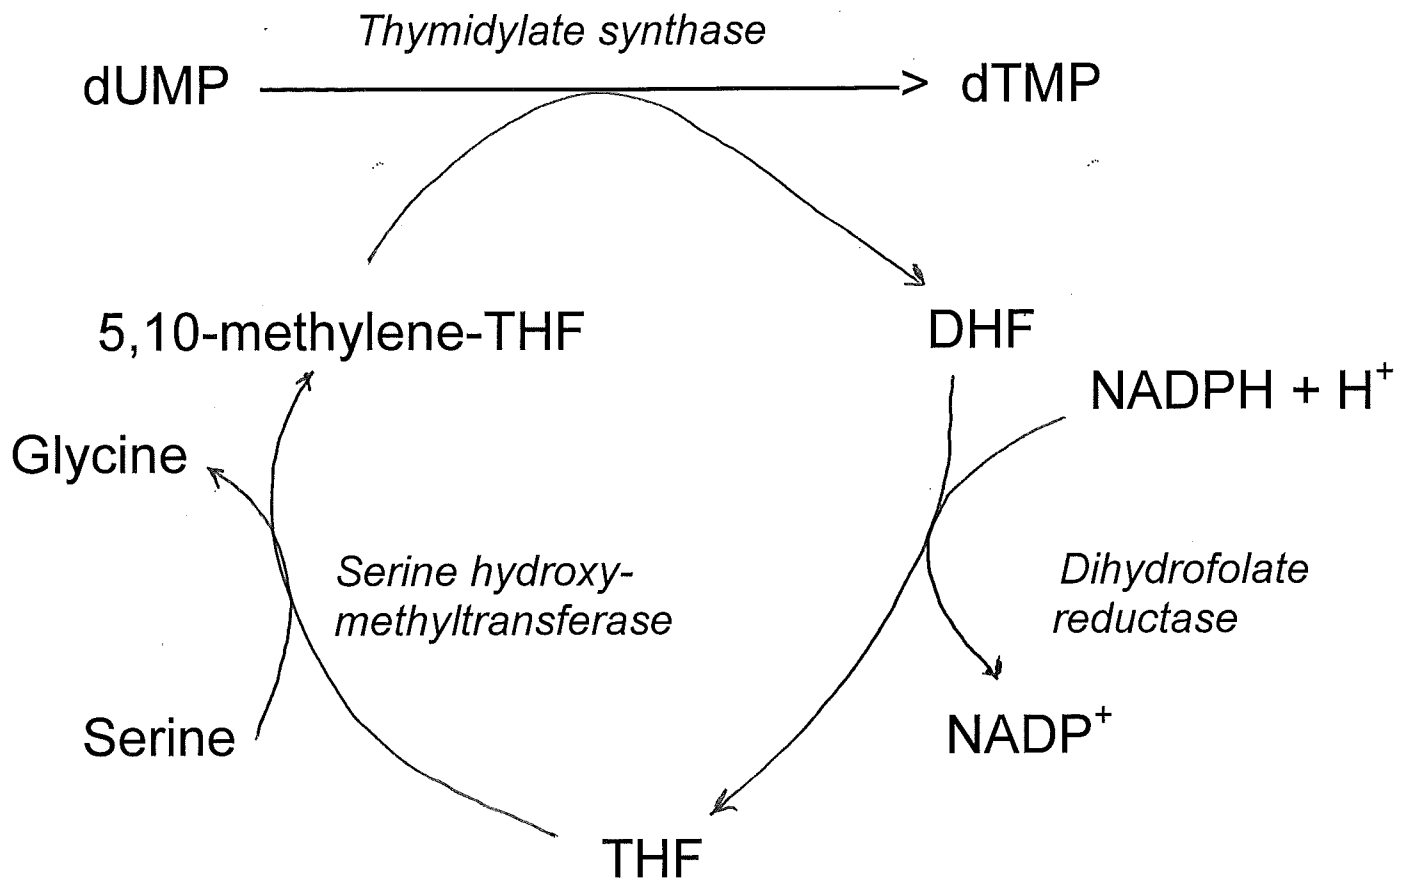 Thymidylate synthase
dUMP > dTMP
5,10-methylene-THF
DHF
NADPH + H⁺
Glycine
Serine hydroxy-
methyltransferase
Dihydrofolate
reductase
Serine
NADP⁺
THF